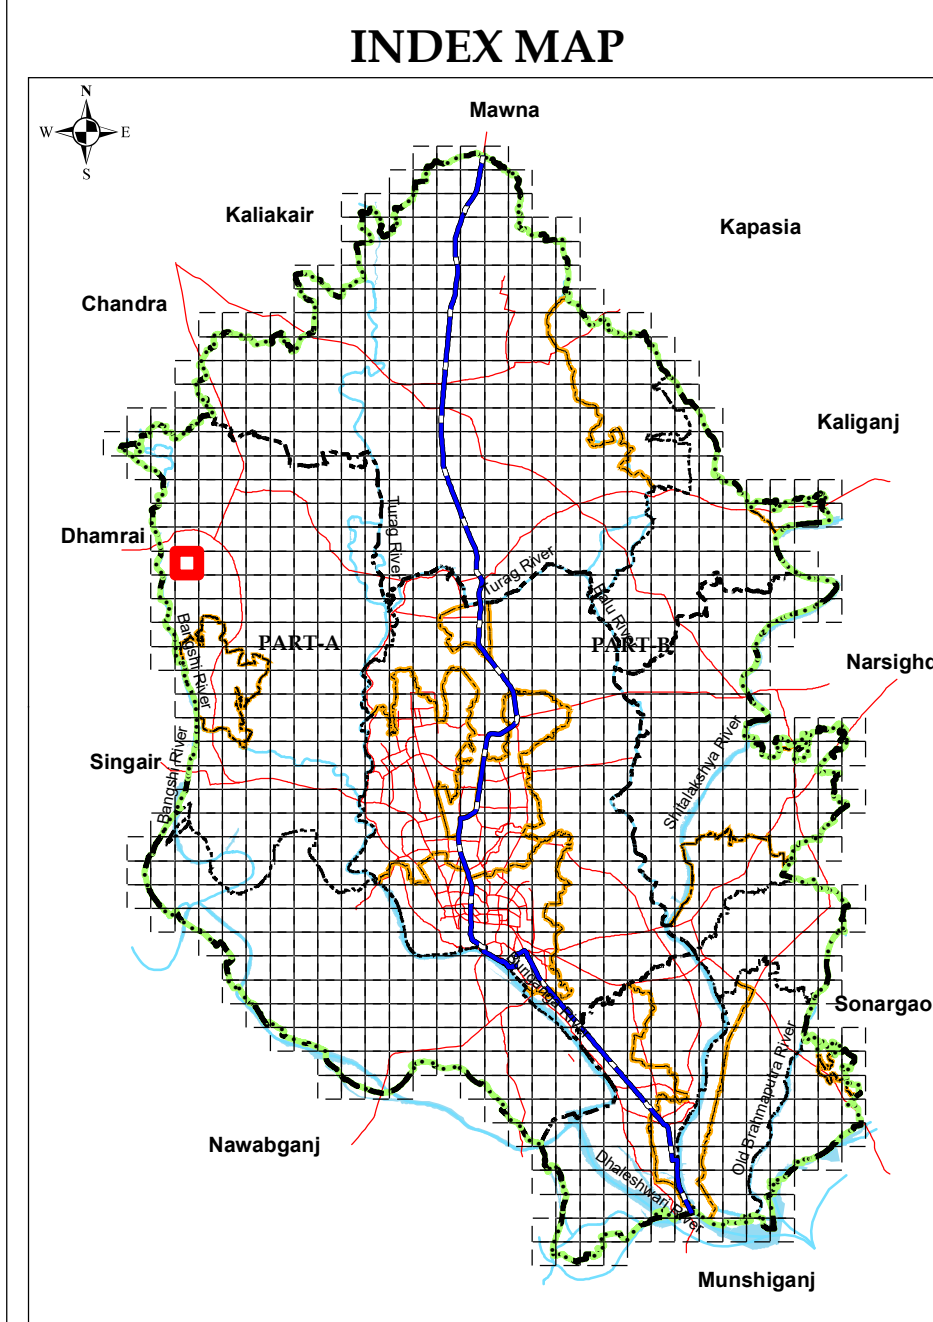 INDEX MAP
N
W E
S
Mawna
Kaliakair
Kapasia
Chandra
Kaliganj
Dhamrai
Turag River
Turag River
Balu River
Bangshi River
PART-A
PART-B
Narsighd
Shitalakshya River
Singair
Bangshi River
Buriganga River
Sonargao
Old Brahmaputra River
Nawabganj
Dhaleshwari River
Munshiganj